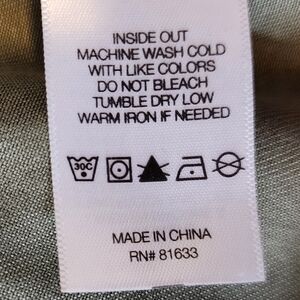 INSIDE OUT
MACHINE WASH COLD
WITH LIKE COLORS
DO NOT BLEACH
TUMBLE DRY LOW
WARM IRON IF NEEDED
30C
MADE IN CHINA
RN# 81633